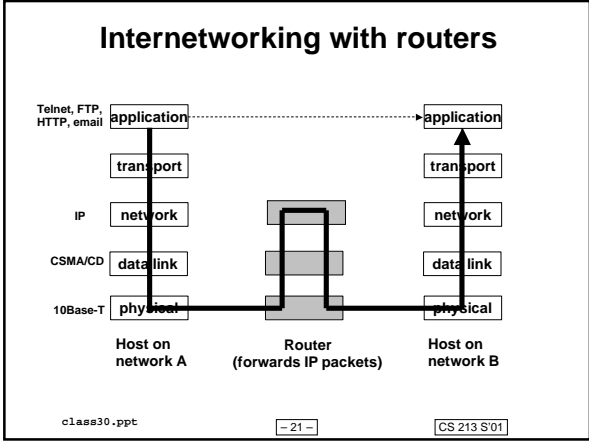 Internetworking with routers
Telnet, FTP,
HTTP, email
application
application
transport
transport
IP
network
network
CSMA/CD
data link
data link
10Base-T
physical
physical
Host on
network A
Router
(forwards IP packets)
Host on
network B
class30.ppt
– 21 –
CS 213 S'01